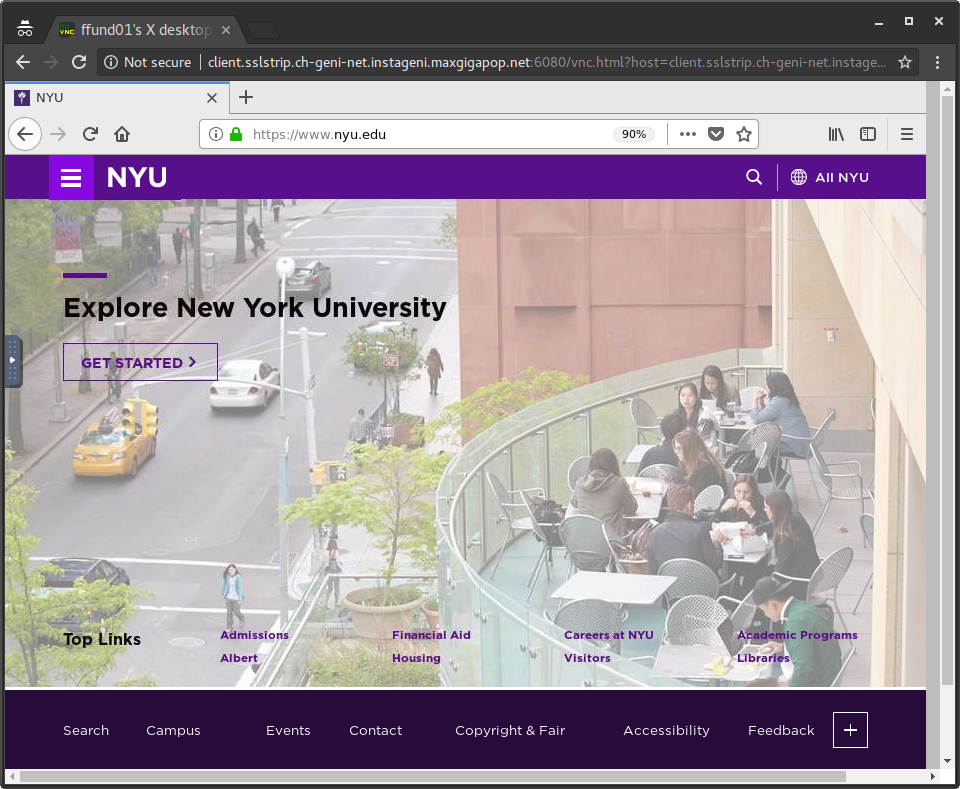 VNC ffund01's X desktop
Not secure client.sslstrip.ch-geni-net.instageni.maxgigapop.net:6080/vnc.html?host=client.sslstrip.ch-geni-net.instage...
NYU
https://www.nyu.edu 90%
NYU All NYU
Explore New York University
GET STARTED
Top Links
Admissions Financial Aid Careers at NYU Academic Programs
Albert Housing Visitors Libraries
Search Campus Events Contact Copyright & Fair Accessibility Feedback